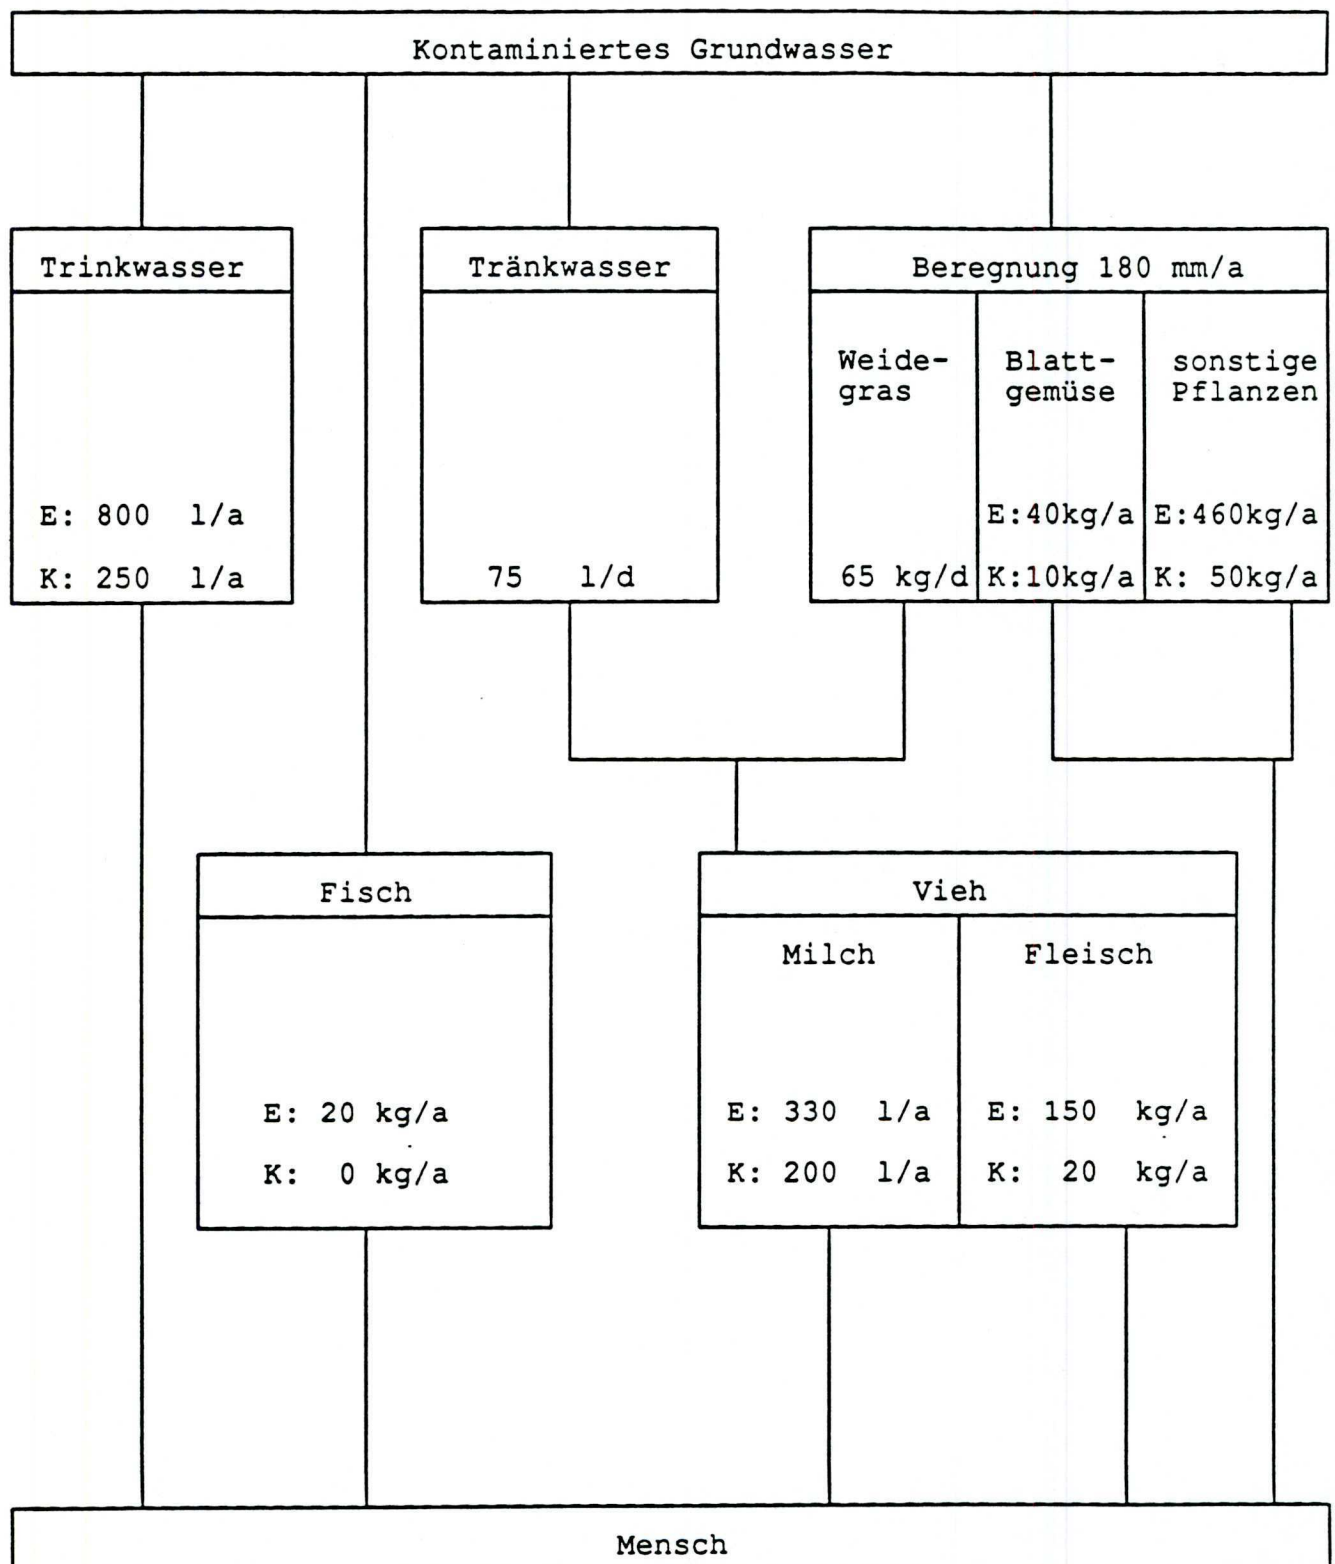 Kontaminiertes Grundwasser
Trinkwasser
E: 800 l/a
K: 250 l/a
Tränkwasser
75 l/d
Beregnung 180 mm/a
Weide-
gras
65 kg/d
Blatt-
gemüse
E:40kg/a
K:10kg/a
sonstige
Pflanzen
E:460kg/a
K: 50kg/a
Fisch
E: 20 kg/a
K: 0 kg/a
Vieh
Milch
E: 330 l/a
K: 200 l/a
Fleisch
E: 150 kg/a
K: 20 kg/a
Mensch